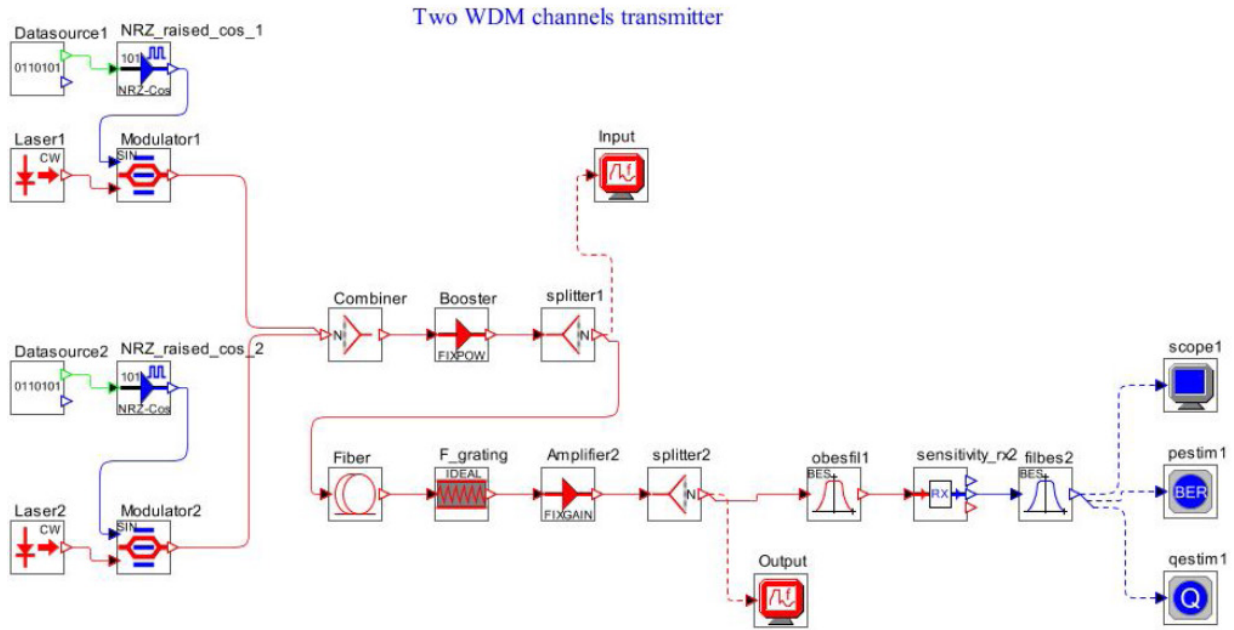 Two WDM channels transmitter
Datasource1
NRZ_raised_cos_1
0110101
101
NRZ-Cos
Laser1
Modulator1
CW
SIN
Input
Combiner
Booster
splitter1
N
FIXPOW
N
Datasource2
NRZ_raised_cos_2
0110101
101
NRZ-Cos
scope1
Fiber
F_grating
Amplifier2
splitter2
obesfil1
sensitivity_rx2
filbes2
pestim1
IDEAL
FIXGAIN
N
BES
RX
BES
BER
Laser2
Modulator2
CW
SIN
Output
f
qestim1
Q